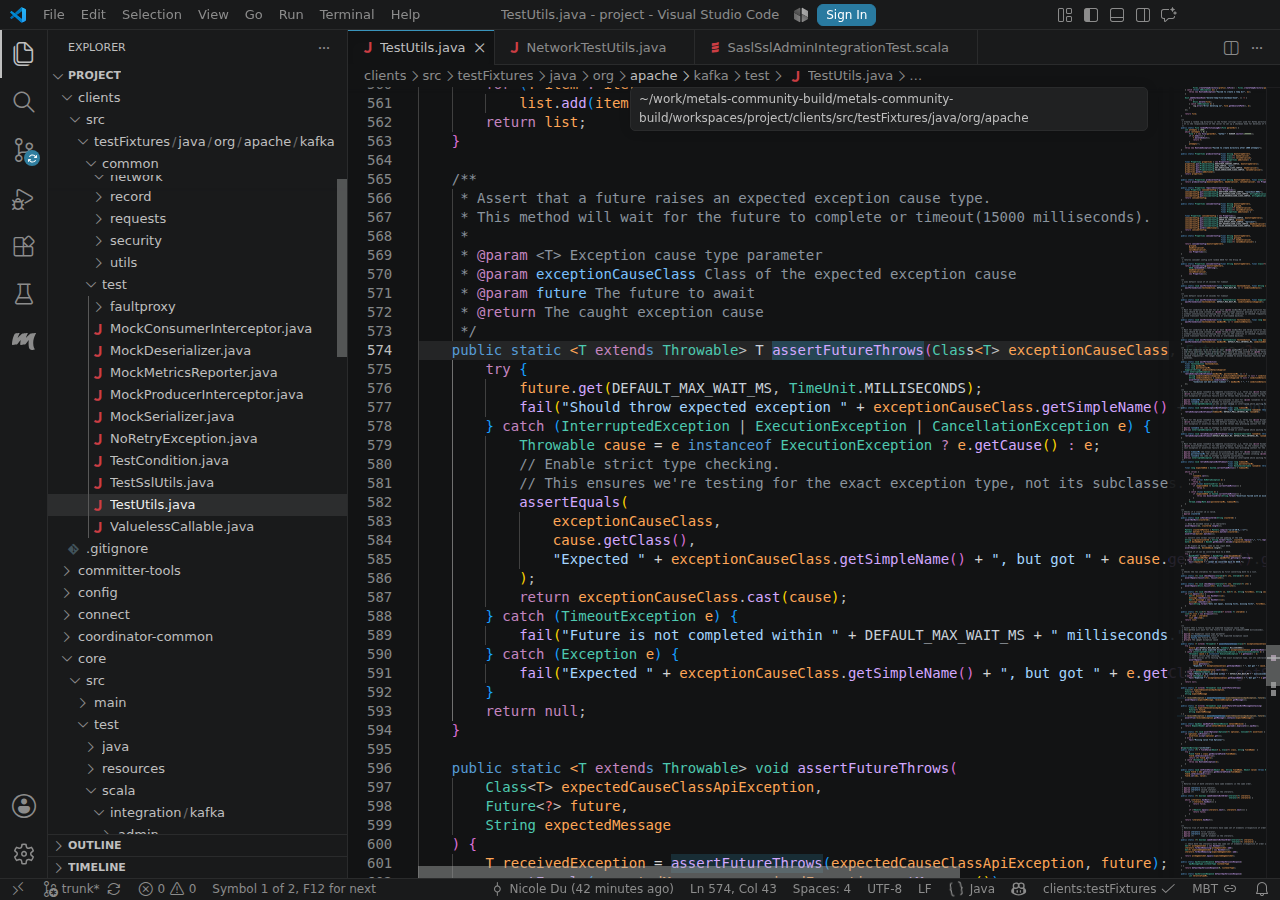 File Edit Selection View Go Run Terminal Help
TestUtils.java - project - Visual Studio Code
Sign In
EXPLORER
PROJECT
clients
src
testFixtures/java/org/apache/kafka
common
network
record
requests
security
utils
test
faultproxy
MockConsumerInterceptor.java
MockDeserializer.java
MockMetricsReporter.java
MockProducerInterceptor.java
MockSerializer.java
NoRetryException.java
TestCondition.java
TestSslUtils.java
TestUtils.java
ValuelessCallable.java
.gitignore
committer-tools
config
connect
coordinator-common
core
src
main
test
java
resources
scala
integration/kafka
admin
OUTLINE
TIMELINE
TestUtils.java
NetworkTestUtils.java
SaslSslAdminIntegrationTest.scala
clients > src > testFixtures > java > org > apache > kafka > test > TestUtils.java > ...
~/work/metals-community-build/metals-community-
build/workspaces/project/clients/src/testFixtures/java/org/apache
561 list.add(item
562 return list;
563 }
564
565 /**
566 * Assert that a future raises an expected exception cause type.
567 * This method will wait for the future to complete or timeout(15000 milliseconds).
568 *
569 * @param <T> Exception cause type parameter
570 * @param exceptionCauseClass Class of the expected exception cause
571 * @param future The future to await
572 * @return The caught exception cause
573 */
574 public static <T extends Throwable> T assertFutureThrows(Class<T> exceptionCauseClass
575 try {
576 future.get(DEFAULT_MAX_WAIT_MS, TimeUnit.MILLISECONDS);
577 fail("Should throw expected exception " + exceptionCauseClass.getSimpleName()
578 } catch (InterruptedException | ExecutionException | CancellationException e) {
579 Throwable cause = e instanceof ExecutionException ? e.getCause() : e;
580 // Enable strict type checking.
581 // This ensures we're testing for the exact exception type, not its subclasses.
582 assertEquals(
583 exceptionCauseClass,
584 cause.getClass(),
585 "Expected " + exceptionCauseClass.getSimpleName() + ", but got " + cause.
586 );
587 return exceptionCauseClass.cast(cause);
588 } catch (TimeoutException e) {
589 fail("Future is not completed within " + DEFAULT_MAX_WAIT_MS + " milliseconds
590 } catch (Exception e) {
591 fail("Expected " + exceptionCauseClass.getSimpleName() + ", but got " + e.get
592 }
593 return null;
594 }
595
596 public static <T extends Throwable> void assertFutureThrows(
597 Class<T> expectedCauseClassApiException,
598 Future<?> future,
599 String expectedMessage
600 ) {
601 T receivedException = assertFutureThrows(expectedCauseClassApiException, future);
trunk* 0 0 Symbol 1 of 2, F12 for next Nicole Du (42 minutes ago) Ln 574, Col 43 Spaces: 4 UTF-8 LF { } Java clients:testFixtures MBT